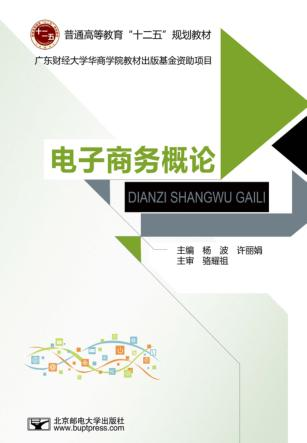 十二五
普通高等教育“十二五”规划教材
广东财经大学华商学院教材出版基金资助项目
电子商务概论
DIANZI SHANGWU GAILI
主编 杨 波 许丽娟
主审 骆耀祖
北京邮电大学出版社
www.buptpress.com